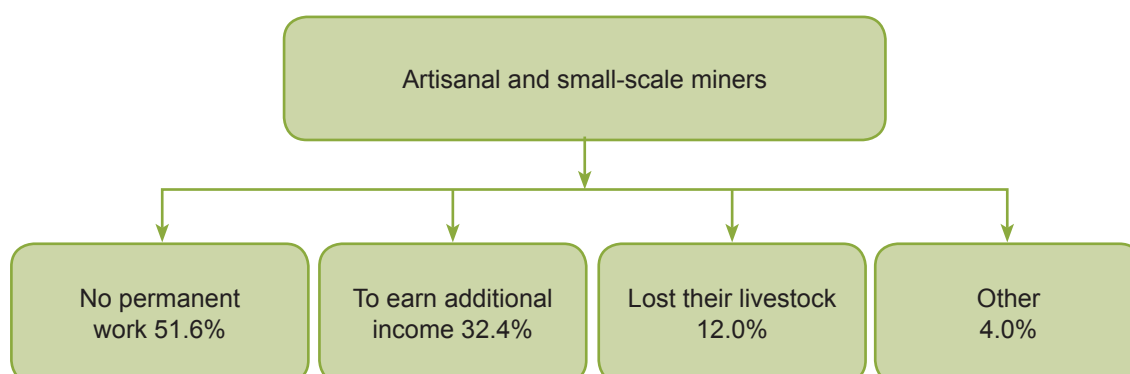 Artisanal and small-scale miners
No permanent
work 51.6%
To earn additional
income 32.4%
Lost their livestock
12.0%
Other
4.0%